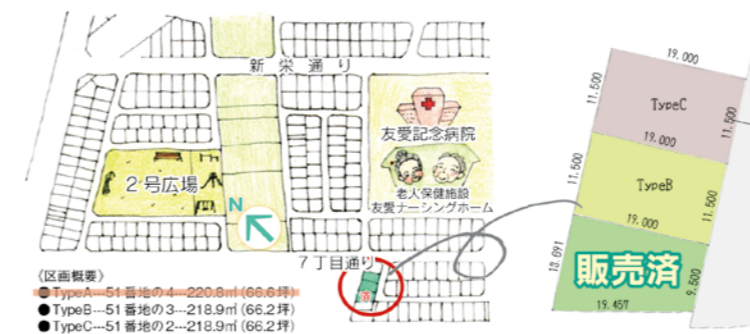 新栄通り
友愛記念病院
2号広場
老人保健施設
友愛ナーシングホーム
N
7丁目通り
済
〈区画概要〉
●TypeA---51番地の4---220.8㎡(66.6坪)
●TypeB---51番地の3---218.9㎡(66.2坪)
●TypeC---51番地の2---218.9㎡(66.2坪)
19.000
11.500
TypeC
11.500
19.000
11.500
TypeB
11.500
19.000
13.691
販売済
9.500
19.457